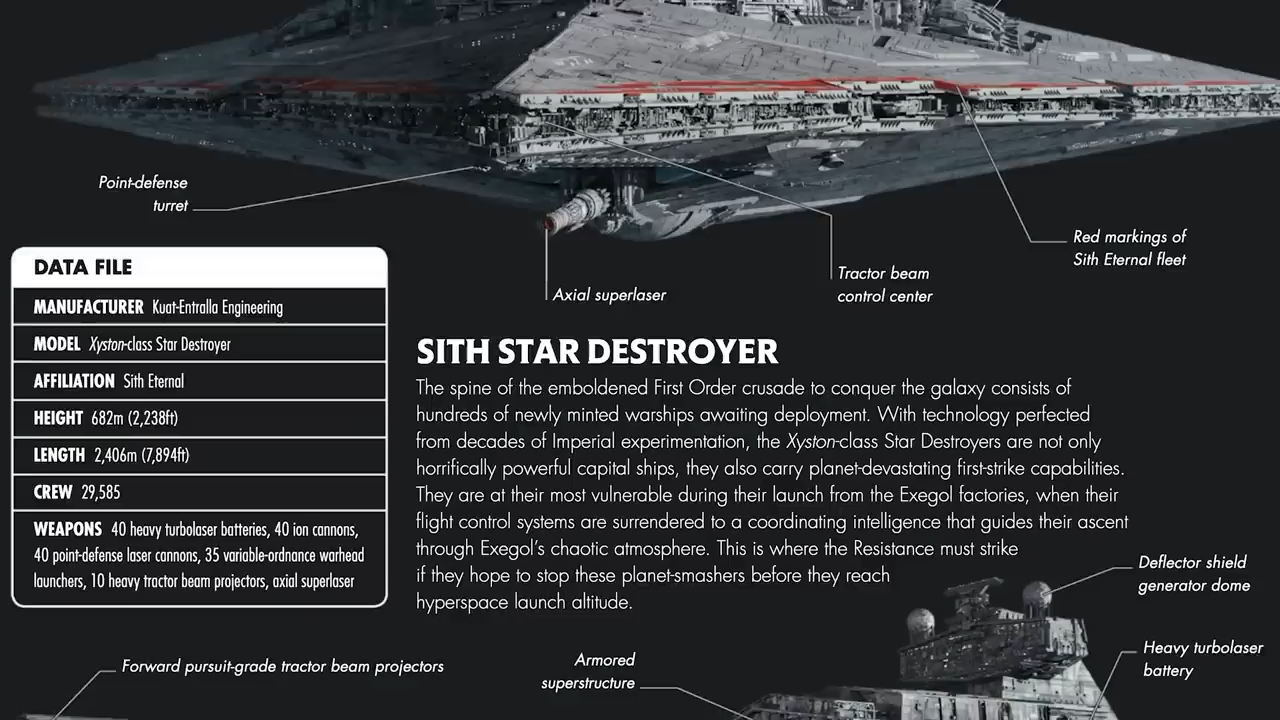 Point-defense
turret
Axial superlaser
Tractor beam
control center
Red markings of
Sith Eternal fleet
DATA FILE
MANUFACTURER Kuat-Entralla Engineering
MODEL Xyston-class Star Destroyer
AFFILIATION Sith Eternal
HEIGHT 682m (2,238ft)
LENGTH 2,406m (7,894ft)
CREW 29,585
WEAPONS 40 heavy turbolaser batteries, 40 ion cannons,
40 point-defense laser cannons, 35 variable-ordnance warhead
launchers, 10 heavy tractor beam projectors, axial superlaser
SITH STAR DESTROYER
The spine of the emboldened First Order crusade to conquer the galaxy consists of
hundreds of newly minted warships awaiting deployment. With technology perfected
from decades of Imperial experimentation, the Xyston-class Star Destroyers are not only
horrifically powerful capital ships, they also carry planet-devastating first-strike capabilities.
They are at their most vulnerable during their launch from the Exegol factories, when their
flight control systems are surrendered to a coordinating intelligence that guides their ascent
through Exegol's chaotic atmosphere. This is where the Resistance must strike
if they hope to stop these planet-smashers before they reach
hyperspace launch altitude.
Deflector shield
generator dome
Heavy turbolaser
battery
Armored
superstructure
Forward pursuit-grade tractor beam projectors